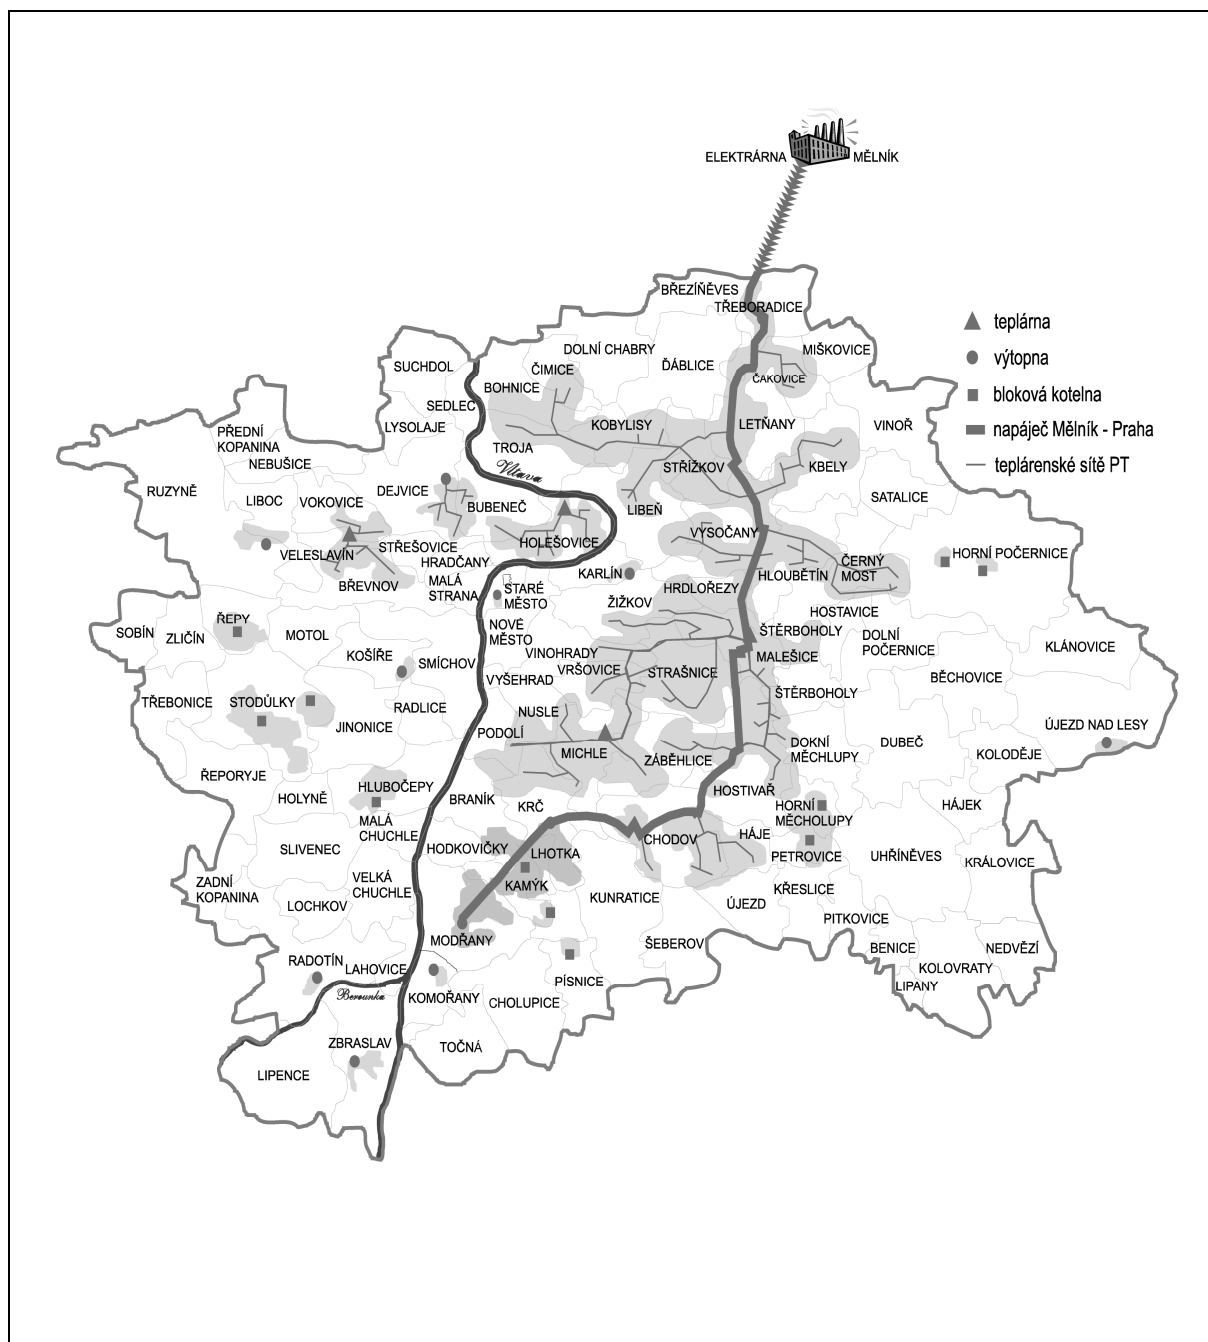 ELEKTRÁRNA MĚLNÍK
BŘEZÍŇĚVES
TŘEBORADICE
teplárna
výtopna
bloková kotelna
napáječ Mělník - Praha
teplárenské sítě PT
MIŠKOVICE
DOLNÍ CHABRY
ĎÁBLICE
ČAKOVICE
SUCHDOL
ČIMICE
BOHNICE
SEDLEC
LYSOLAJE
KOBYLISY
LETŇANY
VINOŘ
PŘEDNÍ
KOPANINA
NEBUŠICE
TROJA
Vltava
STŘÍŽKOV
KBELY
RUZYNĚ
LIBOC
VOKOVICE
DEJVICE
BUBENEČ
LIBEŇ
SATALICE
VYSOČANY
HOLEŠOVICE
STŘEŠOVICE
VELESLAVÍN
HRADČANY
HORNÍ POČERNICE
ČERNÝ
MOST
HLOUBĚTÍN
KARLÍN
BŘEVNOV
MALÁ
STRANA
STARÉ
MĚSTO
HRDLOŘEZY
ŽIŽKOV
HOSTAVICE
ŘEPY
SOBÍN
ZLIČÍN
MOTOL
NOVÉ
MĚSTO
ŠTĚRBOHOLY
DOLNÍ
POČERNICE
KLÁNOVICE
KOŠÍŘE
SMÍCHOV
VINOHRADY
VRŠOVICE
STRAŠNICE
MALEŠICE
BĚCHOVICE
VYŠEHRAD
ŠTĚRBOHOLY
TŘEBONICE
STODŮLKY
RADLICE
JINONICE
NUSLE
PODOLÍ
ÚJEZD NAD LESY
MICHLE
ZÁBĚHLICE
DOKNÍ
MĚCHLUPY
DUBEČ
KOLODĚJE
ŘEPORYJE
HLUBOČEPY
HOLYNĚ
BRANÍK
KRČ
HOSTIVAŘ
HORNÍ
MĚCHOLUPY
HÁJEK
MALÁ
CHUCHLE
SLIVENEC
HODKOVIČKY
LHOTKA
CHODOV
HÁJE
PETROVICE
UHŘÍNĚVES
KRÁLOVICE
ZADNÍ
KOPANINA
VELKÁ
CHUCHLE
LOCHKOV
KAMÝK
KUNRATICE
ÚJEZD
KŘESLICE
PITKOVICE
MODŘANY
ŠEBEROV
BENICE
NEDVĚZÍ
KOLOVRATY
LIPANY
RADOTÍN
LAHOVICE
Berounka
KOMOŘANY
CHOLUPICE
PÍSNICE
ZBRASLAV
TOČNÁ
LIPENCE